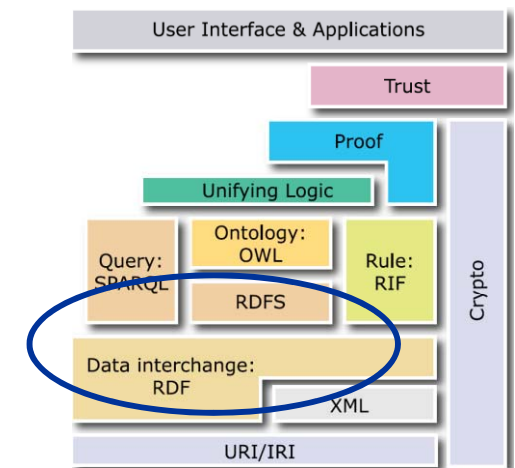 User Interface & Applications
Trust
Proof
Unifying Logic
Ontology:
OWL
Query:
SPARQL
Rule:
RIF
RDFS
Crypto
Data interchange:
RDF
XML
URI/IRI